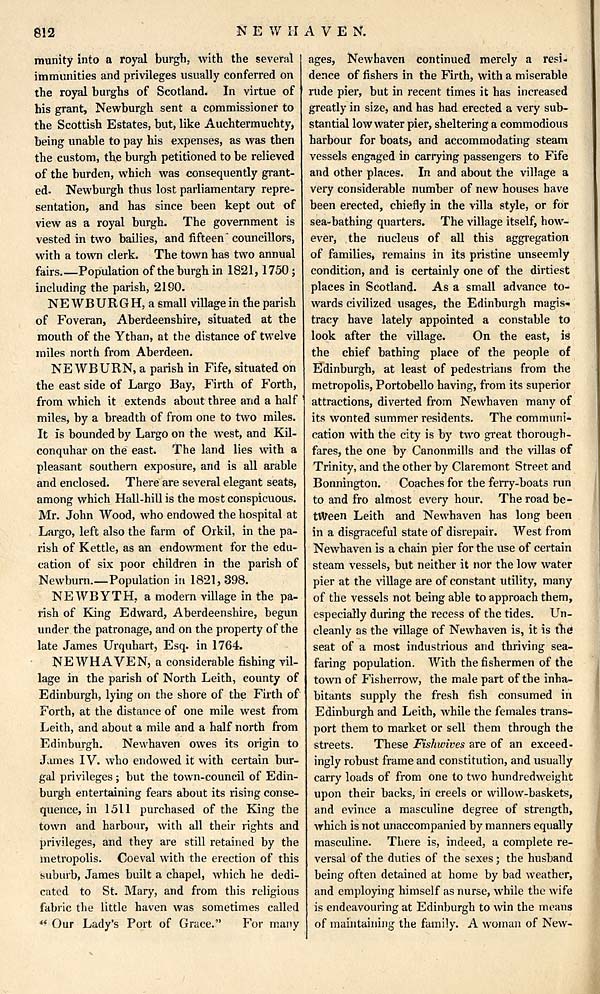 812
NEWHAVEN.
munity into a royal burgh, with the several
immunities and privileges usually conferred on
the royal burghs of Scotland. In virtue of
his grant, Newburgh sent a commissioner to
the Scottish Estates, but, like Auchtermuchty,
being unable to pay his expenses, as was then
the custom, the burgh petitioned to be relieved
of the burden, which was consequently grant-
ed. Newburgh thus lost parliamentary repre-
sentation, and has since been kept out of
view as a royal burgh. The government is
vested in two bailies, and fifteen councillors,
with a town clerk. The town has two annual
fairs.—Population of the burgh in 1821, 1750;
including the parish, 2190.
NEWBURGH, a small village in the parish
of Foveran, Aberdeenshire, situated at the
mouth of the Ythan, at the distance of twelve
miles north from Aberdeen.
NEWBURN, a parish in Fife, situated on
the east side of Largo Bay, Firth of Forth,
from which it extends about three and a half
miles, by a breadth of from one to two miles.
It is bounded by Largo on the west, and Kil-
conquhar on the east. The land lies with a
pleasant southern exposure, and is all arable
and enclosed. There are several elegant seats,
among which Hall-hill is the most conspicuous.
Mr. John Wood, who endowed the hospital at
Largo, left also the farm of Orkil, in the pa-
rish of Kettle, as an endowment for the edu-
cation of six poor children in the parish of
Newburn.—Population in 1821, 398.
NEWBYTH, a modern village in the pa-
rish of King Edward, Aberdeenshire, begun
under the patronage, and on the property of the
late James Urquhart, Esq. in 1764.
NEWHAVEN, a considerable fishing vil-
lage in the parish of North Leith, county of
Edinburgh, lying on the shore of the Firth of
Forth, at the distance of one mile west from
Leith, and about a mile and a half north from
Edinburgh. Newhaven owes its origin to
James IV. who endowed it with certain bur-
gal privileges; but the town-council of Edin-
burgh entertaining fears about its rising conse-
quence, in 1511 purchased of the King the
town and harbour, with all their rights and
privileges, and they are still retained by the
metropolis. Coeval with the erection of this
suburb, James built a chapel, which he dedi-
cated to St. Mary, and from this religious
fabric the little haven was sometimes called
"Our Lady's Port of Grace." For many
ages, Newhaven continued merely a resi-
dence of fishers in the Firth, with a miserable
rude pier, but in recent times it has increased
greatly in size, and has had erected a very sub-
stantial low water pier, sheltering a commodious
harbour for boats, and accommodating steam
vessels engaged in carrying passengers to Fife
and other places. In and about the village a
very considerable number of new houses have
been erected, chiefly in the villa style, or for
sea-bathing quarters. The village itself, how-
ever, the nucleus of all this aggregation
of families, remains in its pristine unseemly
condition, and is certainly one of the dirtiest
places in Scotland. As a small advance to-
wards civilized usages, the Edinburgh magis-
tracy have lately appointed a constable to
look after the village. On the east, is
the chief bathing place of the people of
Edinburgh, at least of pedestrians from the
metropolis, Portobello having, from its superior
attractions, diverted from Newhaven many of
its wonted summer residents. The communi-
cation with the city is by two great thorough-
fares, the one by Canonmills and the villas of
Trinity, and the other by Claremont Street and
Bonnington. Coaches for the ferry-boats run
to and fro almost every hour. The road be-
tween Leith and Newhaven has long been
in a disgraceful state of disrepair. West from
Newhaven is a chain pier for the use of certain
steam vessels, but neither it nor the low water
pier at the village are of constant utility, many
of the vessels not being able to approach them,
especially during the recess of the tides. Un-
cleanly as the village of Newhaven is, it is the
seat of a most industrious and thriving sea-
faring population. With the fishermen of the
town of Fisherrow, the male part of the inha-
bitants supply the fresh fish consumed in
Edinburgh and Leith, while the females trans-
port them to market or sell them through the
streets. These Fishwives are of an exceed-
ingly robust frame and constitution, and usually
carry loads of from one to two hundredweight
upon their backs, in creels or willow-baskets,
and evince a masculine degree of strength,
which is not unaccompanied by manners equally
masculine. There is, indeed, a complete re-
versal of the duties of the sexes; the husband
being often detained at home by bad weather,
and employing himself as nurse, while the wife
is endeavouring at Edinburgh to win the means
of maintaining the family. A woman of New-